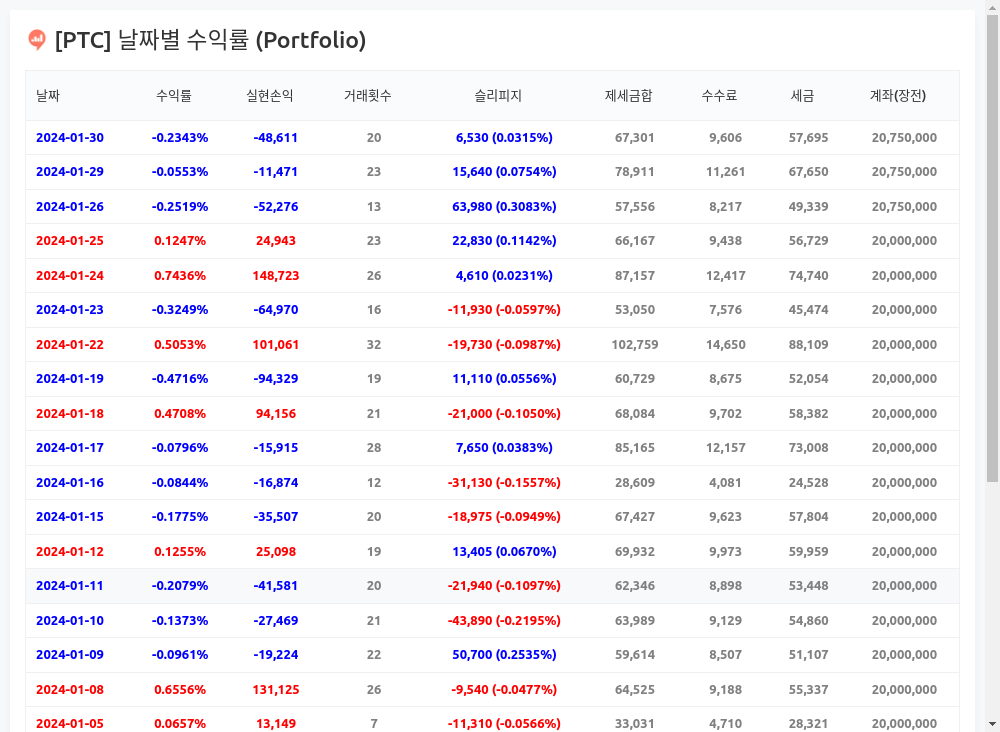 [PTC] 날짜별 수익률 (Portfolio)
날짜 수익률 실현손익 거래횟수 슬리피지 제세금합 수수료 세금 계좌(장전)
2024-01-30 -0.2343% -48,611 20 6,530 (0.0315%) 67,301 9,606 57,695 20,750,000
2024-01-29 -0.0553% -11,471 23 15,640 (0.0754%) 78,911 11,261 67,650 20,750,000
2024-01-26 -0.2519% -52,276 13 63,980 (0.3083%) 57,556 8,217 49,339 20,750,000
2024-01-25 0.1247% 24,943 23 22,830 (0.1142%) 66,167 9,438 56,729 20,000,000
2024-01-24 0.7436% 148,723 26 4,610 (0.0231%) 87,157 12,417 74,740 20,000,000
2024-01-23 -0.3249% -64,970 16 -11,930 (-0.0597%) 53,050 7,576 45,474 20,000,000
2024-01-22 0.5053% 101,061 32 -19,730 (-0.0987%) 102,759 14,650 88,109 20,000,000
2024-01-19 -0.4716% -94,329 19 11,110 (0.0556%) 60,729 8,675 52,054 20,000,000
2024-01-18 0.4708% 94,156 21 -21,000 (-0.1050%) 68,084 9,702 58,382 20,000,000
2024-01-17 -0.0796% -15,915 28 7,650 (0.0383%) 85,165 12,157 73,008 20,000,000
2024-01-16 -0.0844% -16,874 12 -31,130 (-0.1557%) 28,609 4,081 24,528 20,000,000
2024-01-15 -0.1775% -35,507 20 -18,975 (-0.0949%) 67,427 9,623 57,804 20,000,000
2024-01-12 0.1255% 25,098 19 13,405 (0.0670%) 69,932 9,973 59,959 20,000,000
2024-01-11 -0.2079% -41,581 20 -21,940 (-0.1097%) 62,346 8,898 53,448 20,000,000
2024-01-10 -0.1373% -27,469 21 -43,890 (-0.2195%) 63,989 9,129 54,860 20,000,000
2024-01-09 -0.0961% -19,224 22 50,700 (0.2535%) 59,614 8,507 51,107 20,000,000
2024-01-08 0.6556% 131,125 26 -9,540 (-0.0477%) 64,525 9,188 55,337 20,000,000
2024-01-05 0.0657% 13,149 7 -11,310 (-0.0566%) 33,031 4,710 28,321 20,000,000